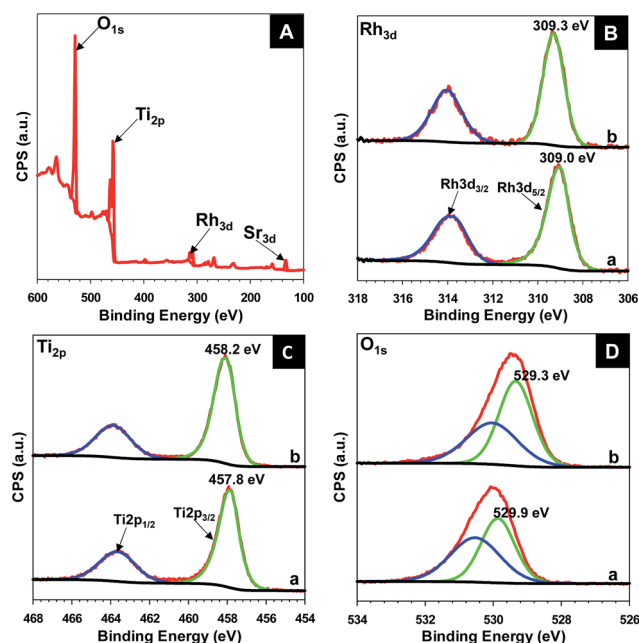 A
O1s
Ti2p
Rh3d
Sr3d
CPS (a.u.)
600 500 400 300 200 100
Binding Energy (eV)
B
Rh3d
309.3 eV
b
309.0 eV
Rh3d3/2
Rh3d5/2
a
CPS (a.u.)
318 316 314 312 310 308 306
Binding Energy (eV)
C
Ti2p
458.2 eV
b
457.8 eV
Ti2p1/2
Ti2p3/2
a
CPS (a.u.)
468 466 464 462 460 458 456 454
Binding Energy (eV)
D
O1s
529.3 eV
b
529.9 eV
a
CPS (a.u.)
534 532 530 528 526
Binding Energy (eV)